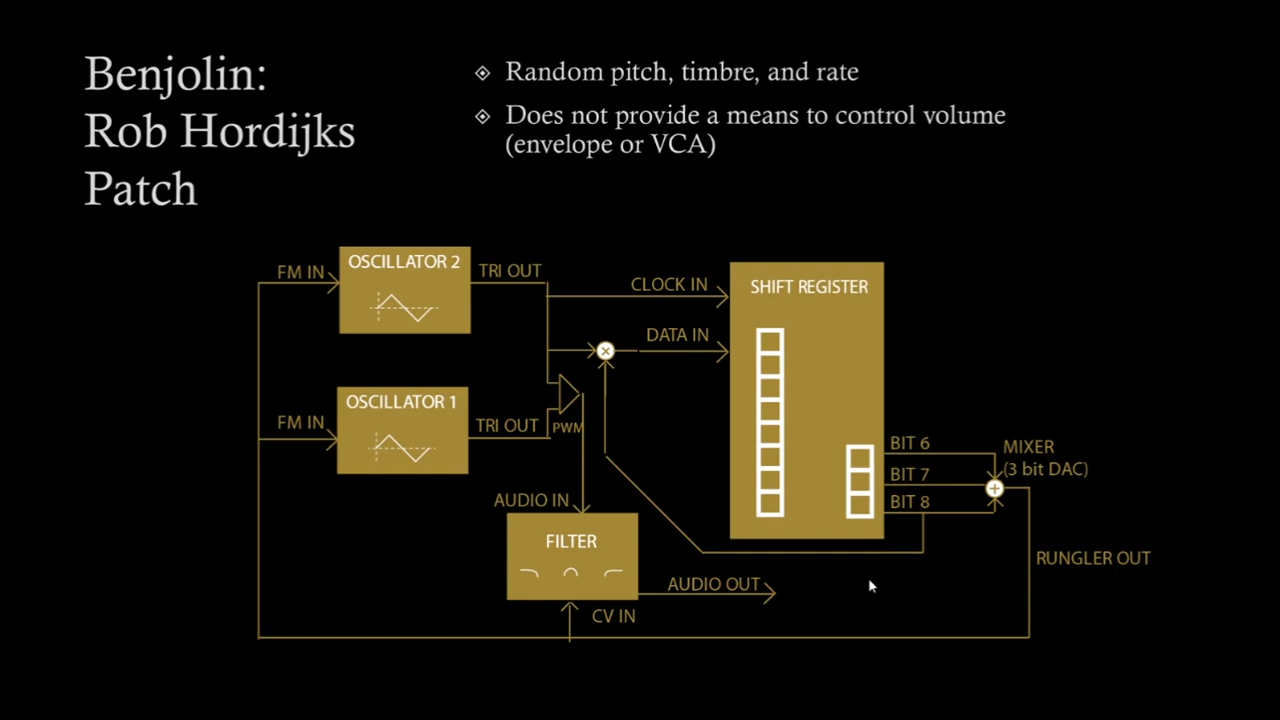 Benjolin:
Rob Hordijks
Patch
Random pitch, timbre, and rate
Does not provide a means to control volume
(envelope or VCA)
FM IN
OSCILLATOR 2
TRI OUT
CLOCK IN
SHIFT REGISTER
DATA IN
FM IN
OSCILLATOR 1
TRI OUT
PWM
BIT 6
BIT 7
BIT 8
MIXER
(3 bit DAC)
AUDIO IN
FILTER
AUDIO OUT
CV IN
RUNGLER OUT